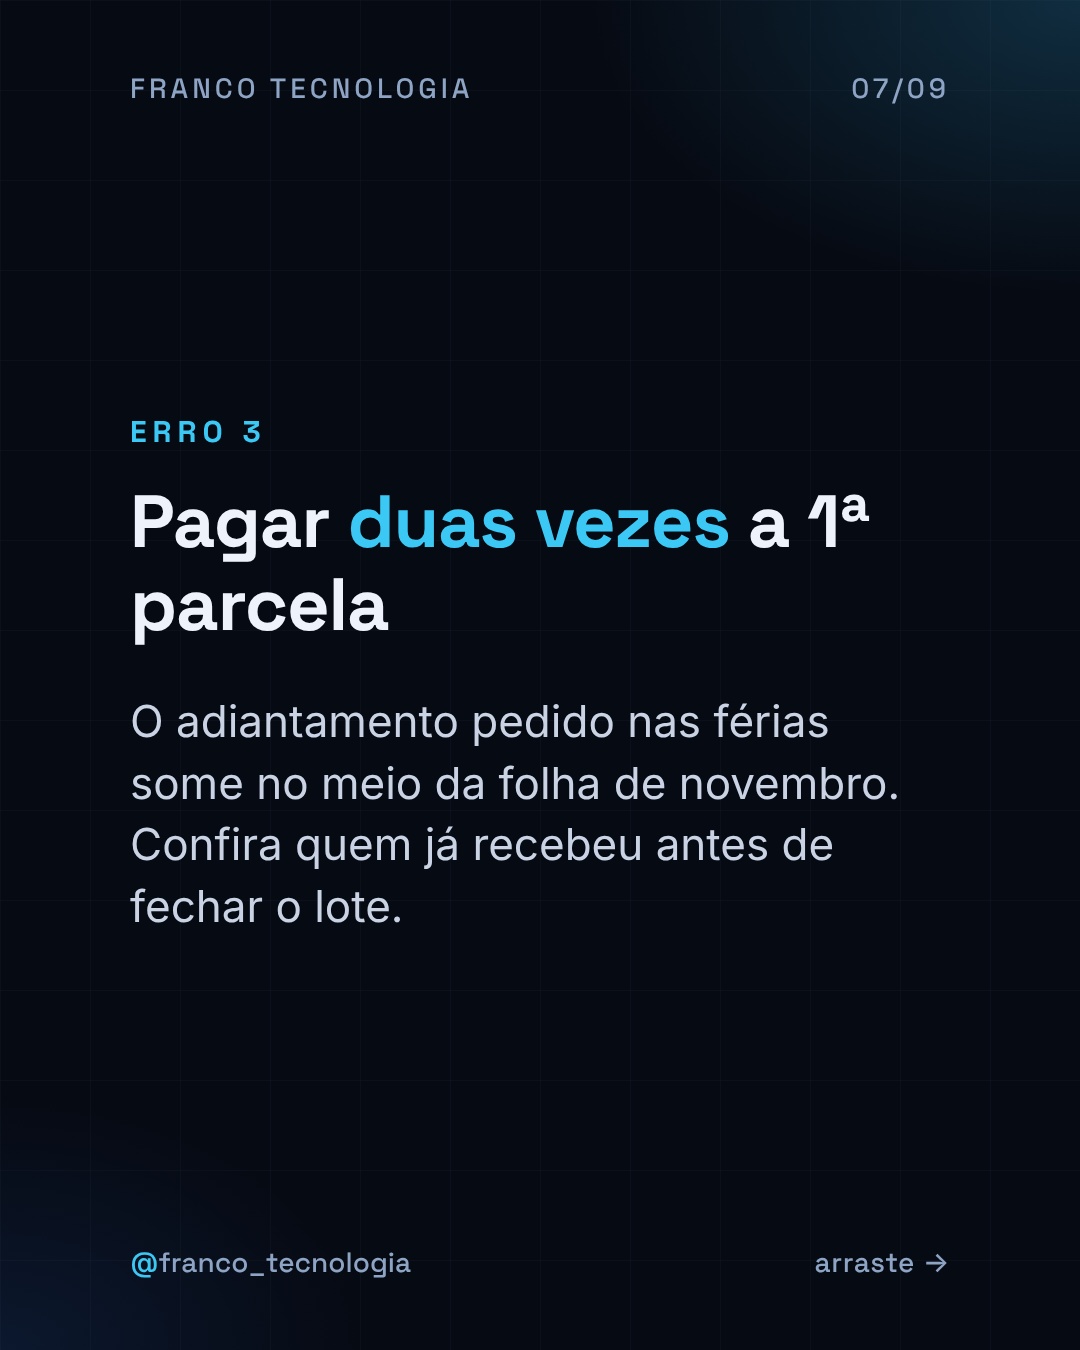 FRANCO TECNOLOGIA
07/09
ERRO 3
Pagar duas vezes a 1ª
parcela
O adiantamento pedido nas férias
some no meio da folha de novembro.
Confira quem já recebeu antes de
fechar o lote.
@franco_tecnologia
arraste →